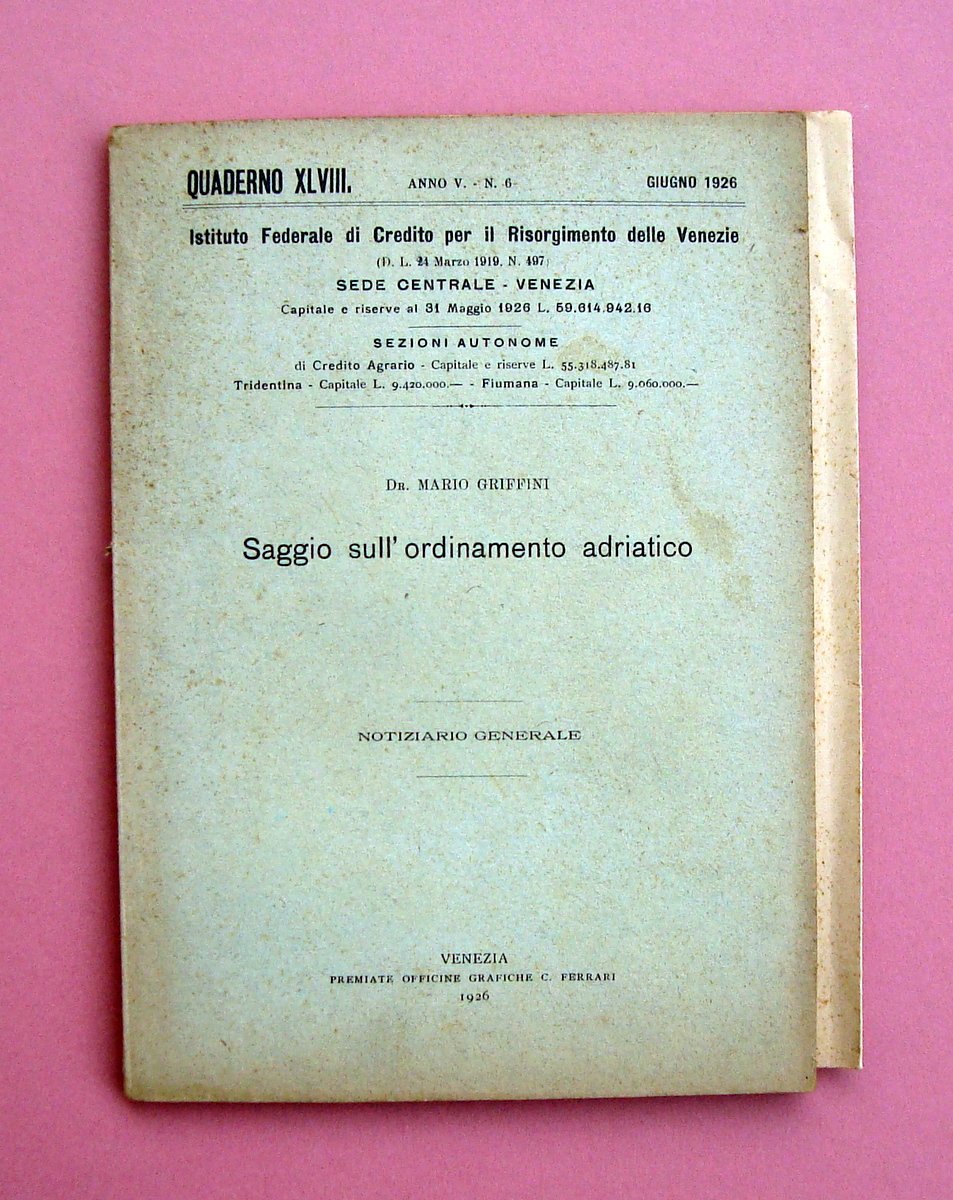 QUADERNO XLVIII. ANNO V. - N. 6 GIUGNO 1926
Istituto Federale di Credito per il Risorgimento delle Venezie
(D. L. 24 Marzo 1919, N. 497)
SEDE CENTRALE - VENEZIA
Capitale e riserve al 31 Maggio 1926 L. 59.614.942.16
SEZIONI AUTONOME
di Credito Agrario - Capitale e riserve L. 55.318.487.81
Tridentina - Capitale L. 9.420.000.— - Fiumana - Capitale L. 9.060.000.—
DR. MARIO GRIFFINI
Saggio sull' ordinamento adriatico
NOTIZIARIO GENERALE
VENEZIA
PREMIATE OFFICINE GRAFICHE C. FERRARI
1926